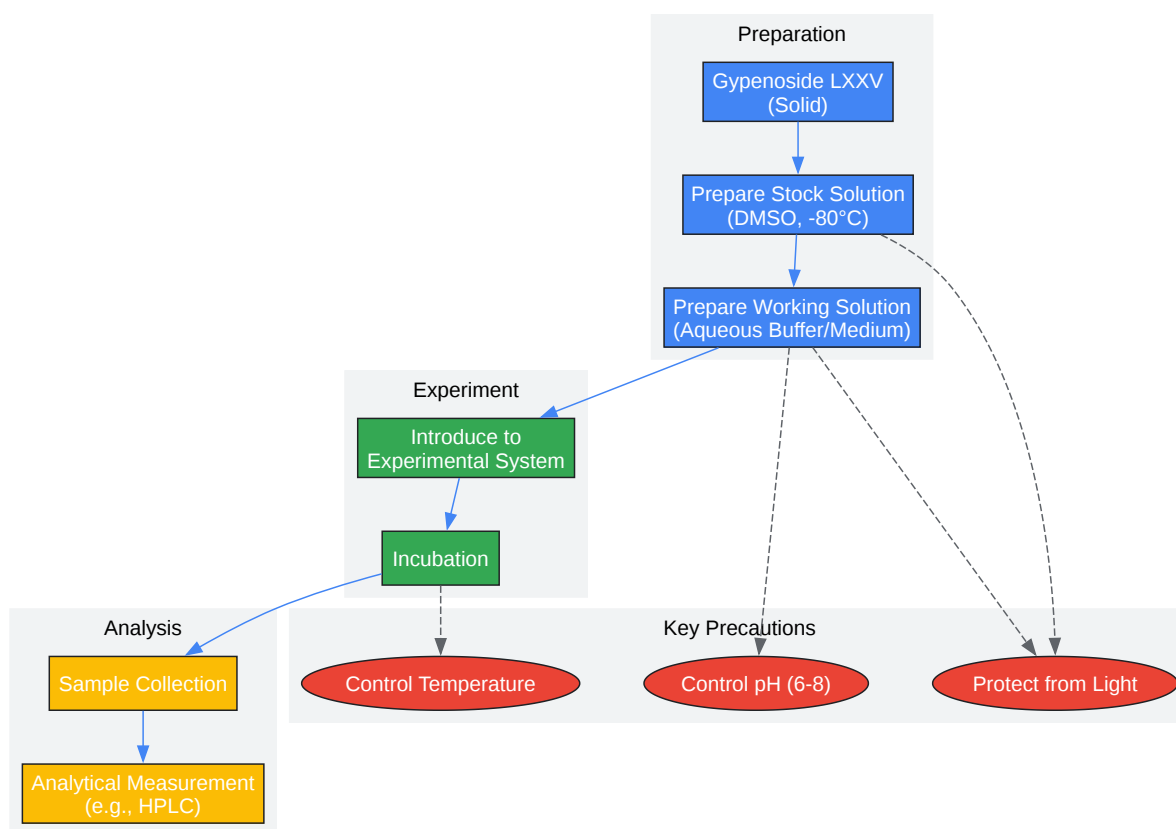 Preparation
Gypenoside LXXV
(Solid)
Prepare Stock Solution
(DMSO, -80°C)
Prepare Working Solution
(Aqueous Buffer/Medium)
Experiment
Introduce to
Experimental System
Incubation
Analysis
Sample Collection
Analytical Measurement
(e.g., HPLC)
Key Precautions
Control Temperature
Control pH (6-8)
Protect from Light